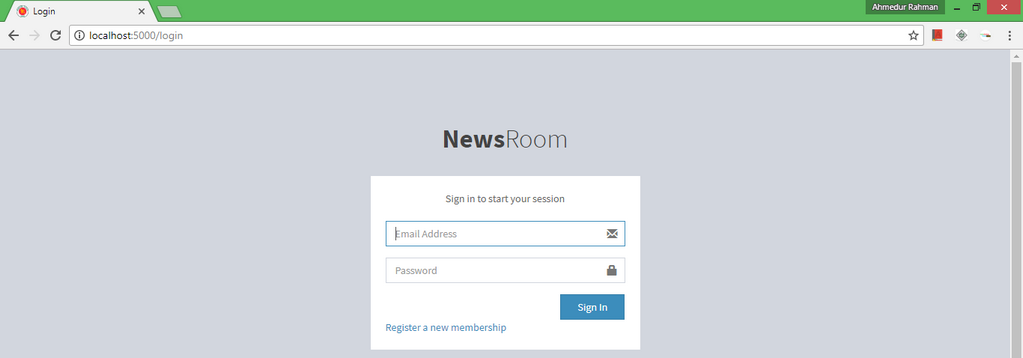 Login
Ahmedur Rahman
localhost:5000/login
NewsRoom
Sign in to start your session
Email Address
Password
Sign In
Register a new membership